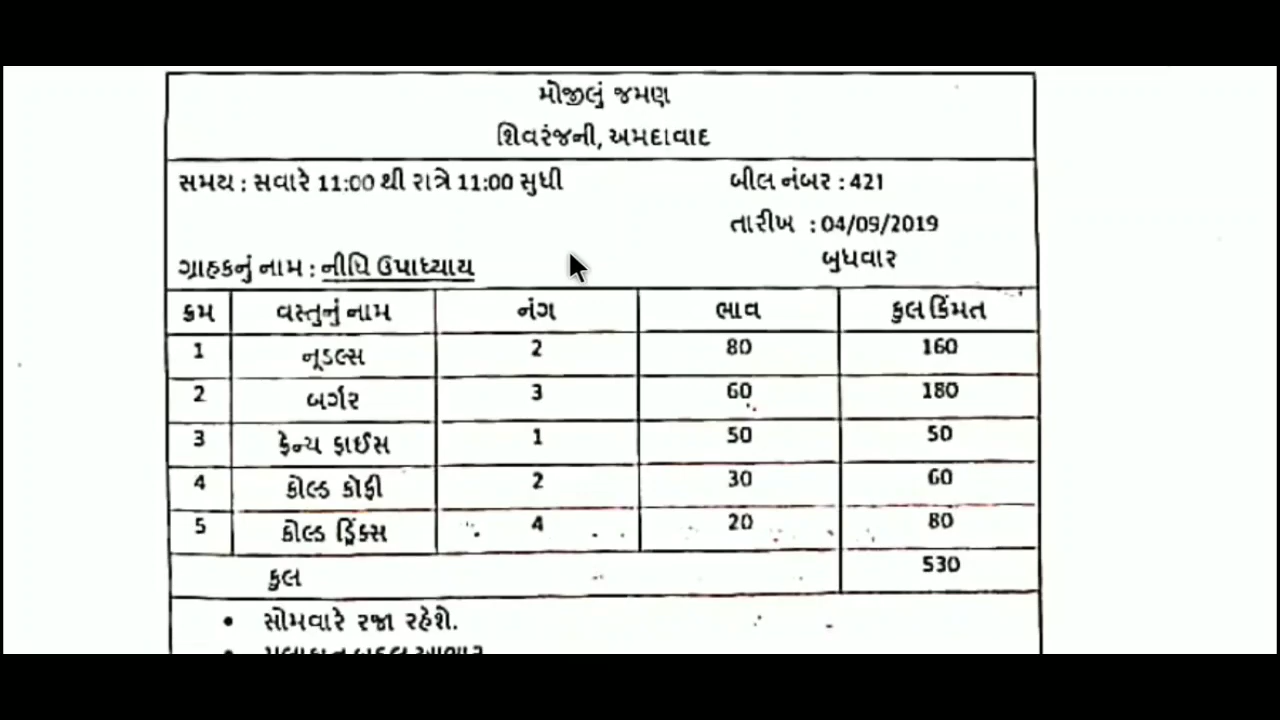 મોજીલું જમણ
શિવરંજની, અમદાવાદ
સમય : સવારે 11:00 થી રાત્રે 11:00 સુધી બીલ નંબર : 421
તારીખ : 04/09/2019
ગ્રાહકનું નામ : નીધિ ઉપાધ્યાય બુધવાર
ક્રમ વસ્તુનું નામ નંગ ભાવ કુલ કિંમત
1 નૂડલ્સ 2 80 160
2 બર્ગર 3 60 180
3 ફેન્ચ ફાઈસ 1 50 50
4 કોલ્ડ કોફી 2 30 60
5 કોલ્ડ ડ્રિંક્સ 4 20 80
કુલ 530
• સોમવારે રજા રહેશે.